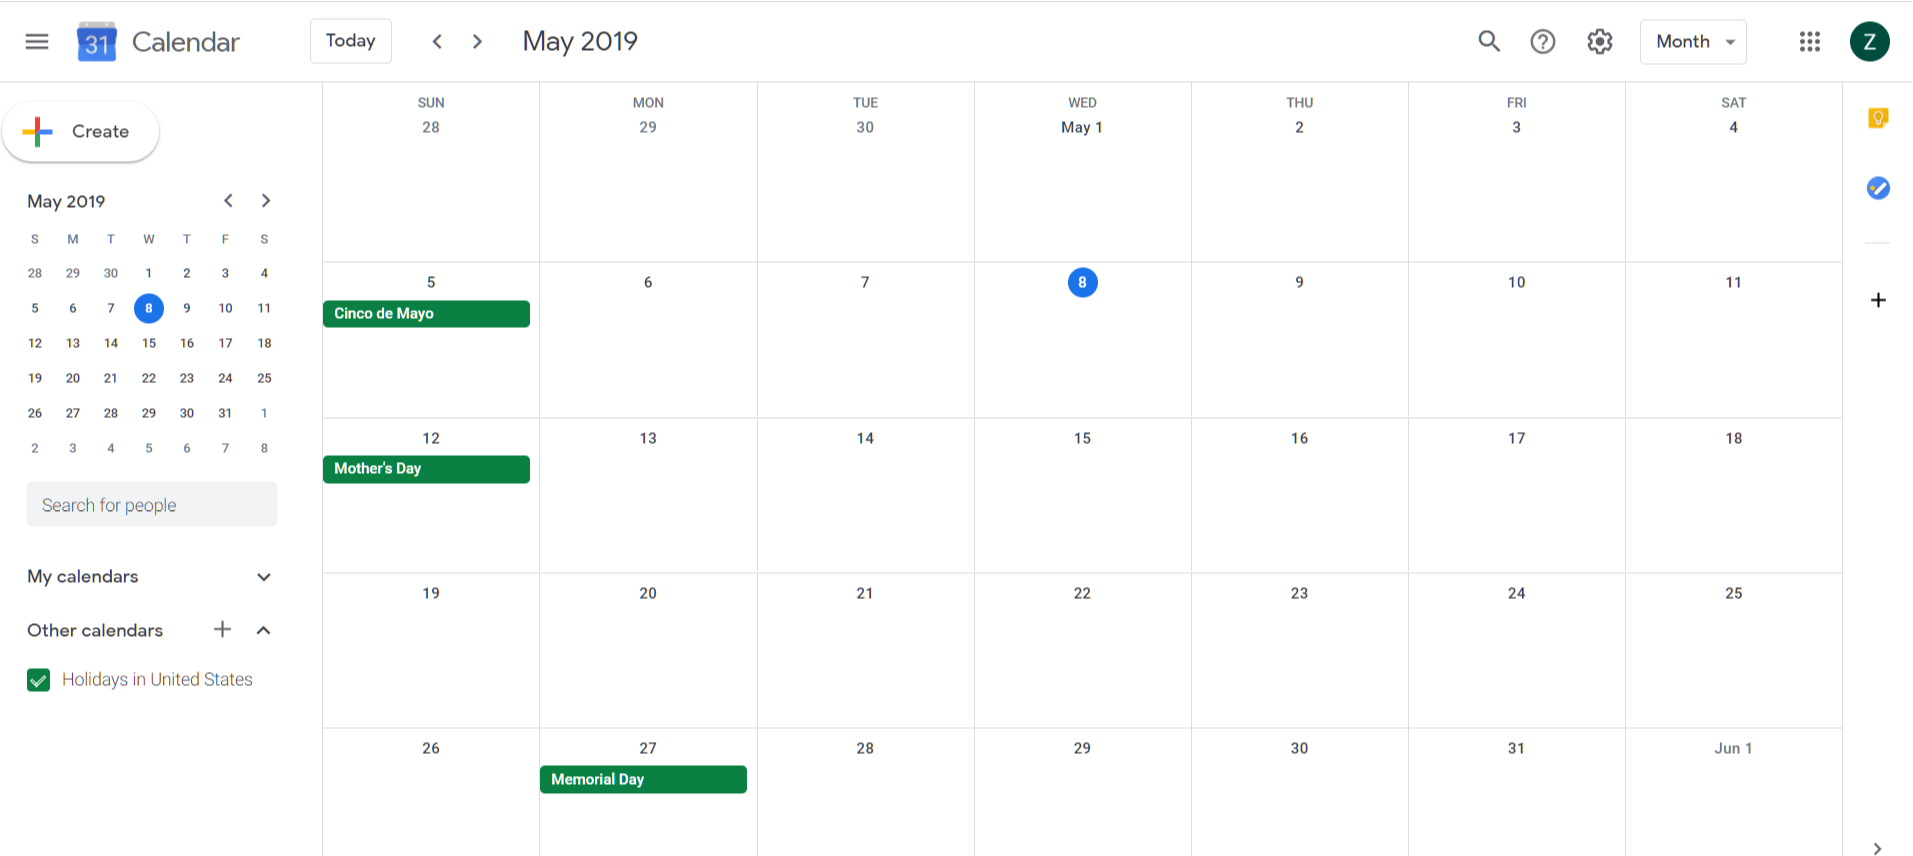 31 Calendar Today May 2019 Month Z
Create
May 2019
S M T W T F S
28 29 30 1 2 3 4
5 6 7 8 9 10 11
12 13 14 15 16 17 18
19 20 21 22 23 24 25
26 27 28 29 30 31 1
2 3 4 5 6 7 8
Search for people
My calendars
Other calendars
Holidays in United States
SUN MON TUE WED THU FRI SAT
28 29 30 May 1 2 3 4
5 6 7 8 9 10 11
Cinco de Mayo
12 13 14 15 16 17 18
Mother's Day
19 20 21 22 23 24 25
26 27 28 29 30 31 Jun 1
Memorial Day